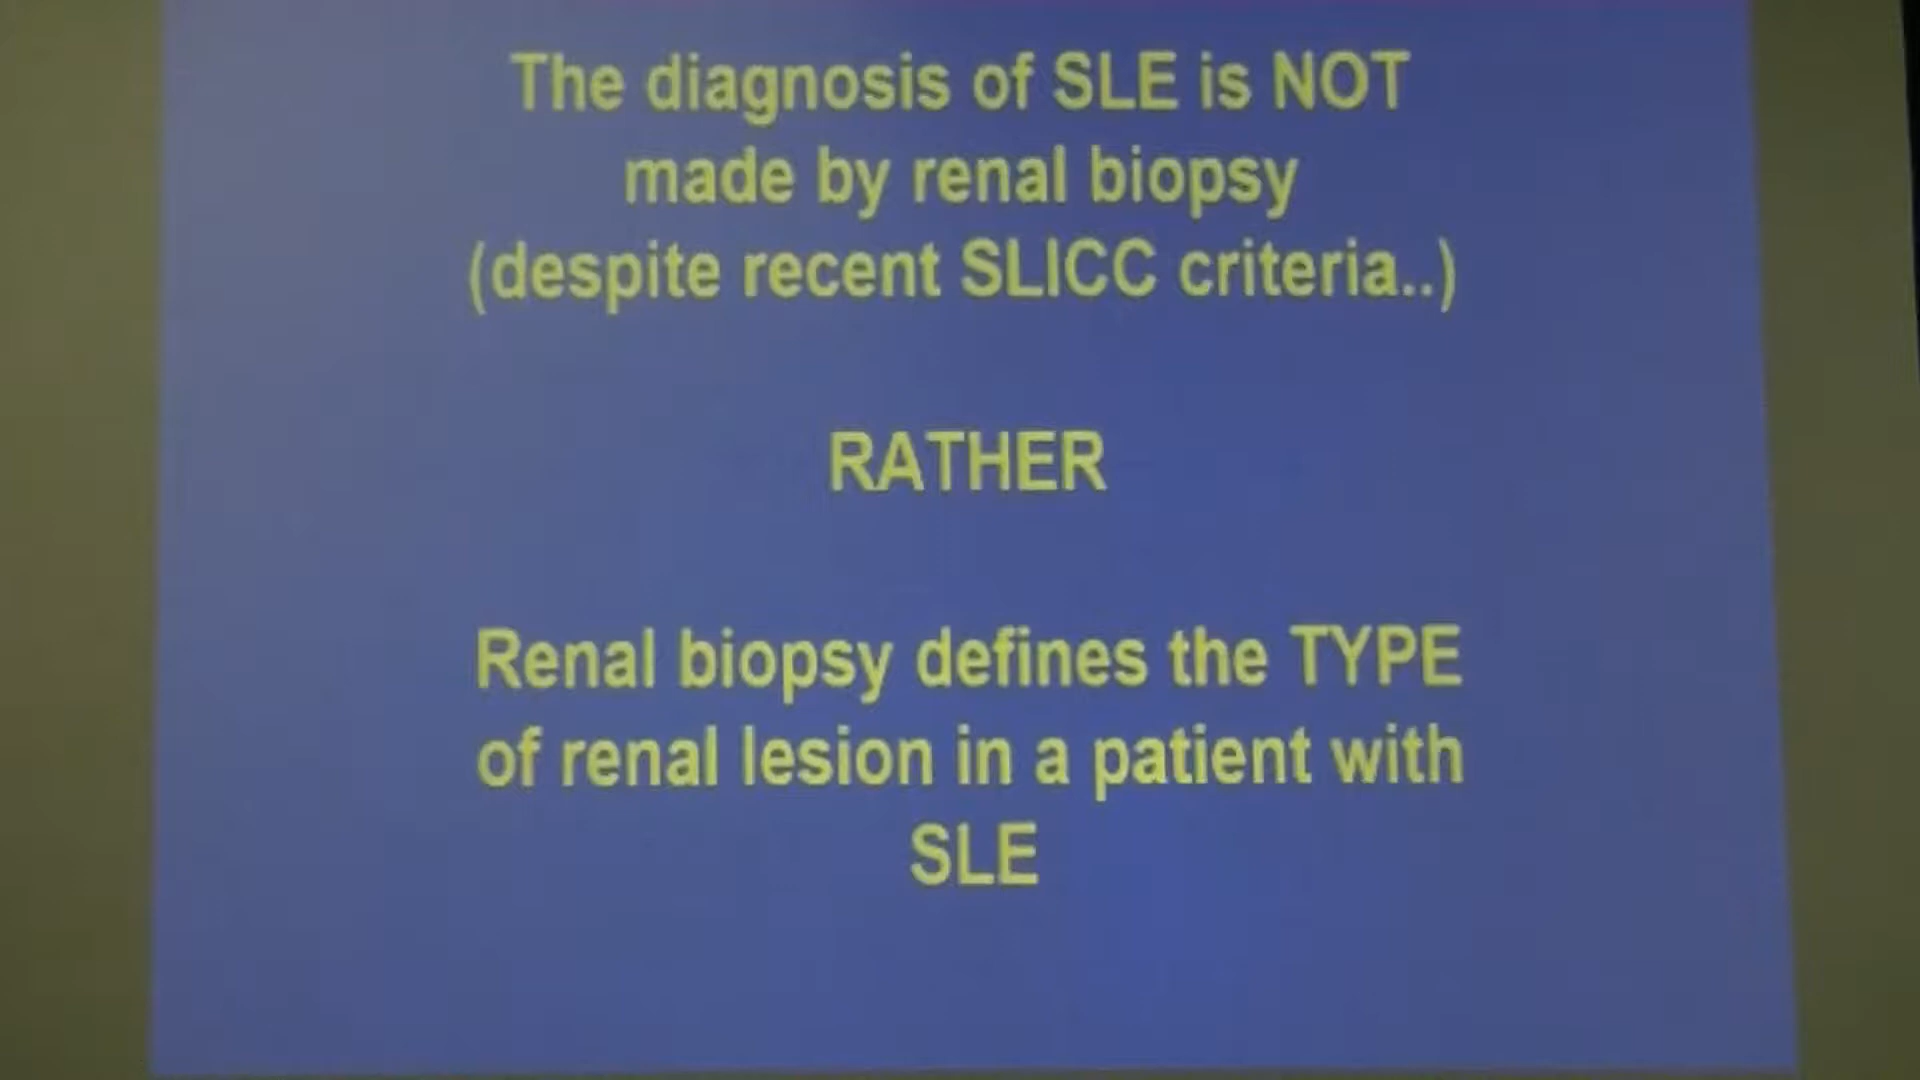 The diagnosis of SLE is NOT
made by renal biopsy
(despite recent SLICC criteria..)
RATHER
Renal biopsy defines the TYPE
of renal lesion in a patient with
SLE